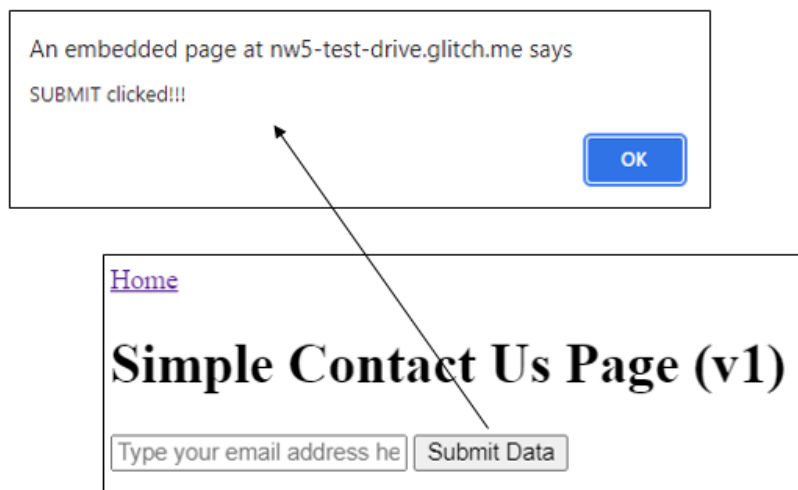 An embedded page at nw5-test-drive.glitch.me says
SUBMIT clicked!!!
OK
Home
Simple Contact Us Page (v1)
Type your email address he
Submit Data